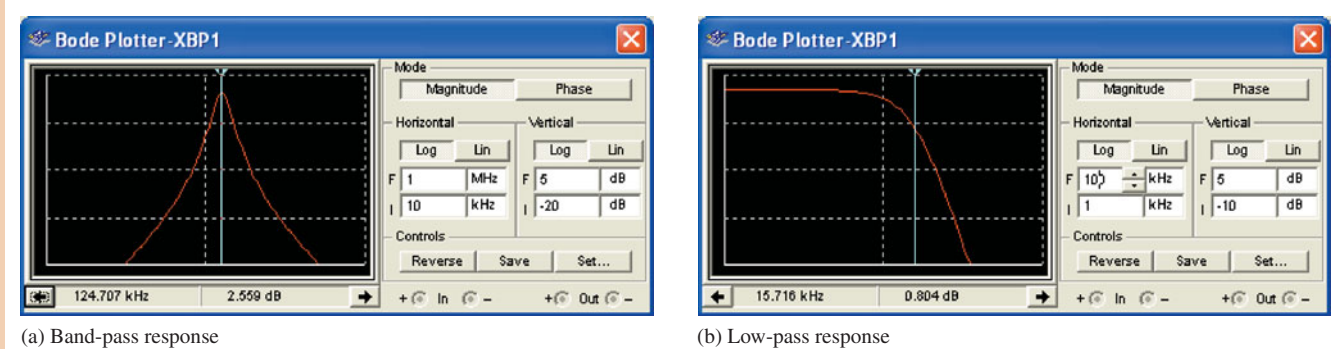 Bode Plotter-XBP1
Mode
Magnitude Phase
Horizontal Vertical
Log Lin Log Lin
F 1 MHz F 5 dB
I 10 kHz I -20 dB
Controls
Reverse Save Set...
124.707 kHz 2.559 dB
+ In - + Out -
(a) Band-pass response
Bode Plotter-XBP1
Mode
Magnitude Phase
Horizontal Vertical
Log Lin Log Lin
F kHz F 5 dB
I 1 kHz I -10 dB
Controls
Reverse Save Set...
15.716 kHz 0.804 dB
+ In - + Out -
(b) Low-pass response